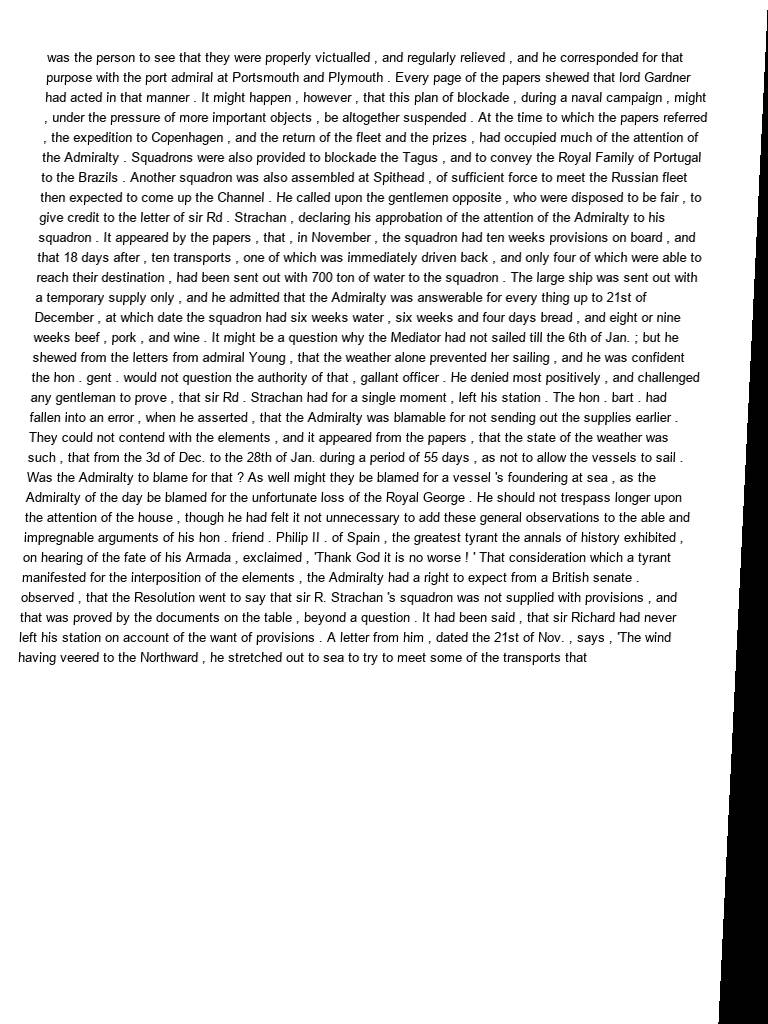 was the person to see that they were properly victualled , and regularly relieved , and he corresponded for that
purpose with the port admiral at Portsmouth and Plymouth . Every page of the papers shewed that lord Gardner
had acted in that manner . It might happen , however , that this plan of blockade , during a naval campaign , might
, under the pressure of more important objects , be altogether suspended . At the time to which the papers referred
, the expedition to Copenhagen , and the return of the fleet and the prizes , had occupied much of the attention of
the Admiralty . Squadrons were also provided to blockade the Tagus , and to convey the Royal Family of Portugal
to the Brazils . Another squadron was also assembled at Spithead , of sufficient force to meet the Russian fleet
then expected to come up the Channel . He called upon the gentlemen opposite , who were disposed to be fair , to
give credit to the letter of sir Rd . Strachan , declaring his approbation of the attention of the Admiralty to his
squadron . It appeared by the papers , that , in November , the squadron had ten weeks provisions on board , and
that 18 days after , ten transports , one of which was immediately driven back , and only four of which were able to
reach their destination , had been sent out with 700 ton of water to the squadron . The large ship was sent out with
a temporary supply only , and he admitted that the Admiralty was answerable for every thing up to 21st of
December , at which date the squadron had six weeks water , six weeks and four days bread , and eight or nine
weeks beef , pork , and wine . It might be a question why the Mediator had not sailed till the 6th of Jan. ; but he
shewed from the letters from admiral Young , that the weather alone prevented her sailing , and he was confident
the hon . gent . would not question the authority of that , gallant officer . He denied most positively , and challenged
any gentleman to prove , that sir Rd . Strachan had for a single moment , left his station . The hon . bart . had
fallen into an error , when he asserted , that the Admiralty was blamable for not sending out the supplies earlier .
They could not contend with the elements , and it appeared from the papers , that the state of the weather was
such , that from the 3d of Dec. to the 28th of Jan. during a period of 55 days , as not to allow the vessels to sail .
Was the Admiralty to blame for that ? As well might they be blamed for a vessel 's foundering at sea , as the
Admiralty of the day be blamed for the unfortunate loss of the Royal George . He should not trespass longer upon
the attention of the house , though he had felt it not unnecessary to add these general observations to the able and
impregnable arguments of his hon . friend . Philip II . of Spain , the greatest tyrant the annals of history exhibited ,
on hearing of the fate of his Armada , exclaimed , 'Thank God it is no worse ! ' That consideration which a tyrant
manifested for the interposition of the elements , the Admiralty had a right to expect from a British senate .
observed , that the Resolution went to say that sir R. Strachan 's squadron was not supplied with provisions , and
that was proved by the documents on the table , beyond a question . It had been said , that sir Richard had never
left his station on account of the want of provisions . A letter from him , dated the 21st of Nov. , says , 'The wind
having veered to the Northward , he stretched out to sea to try to meet some of the transports that